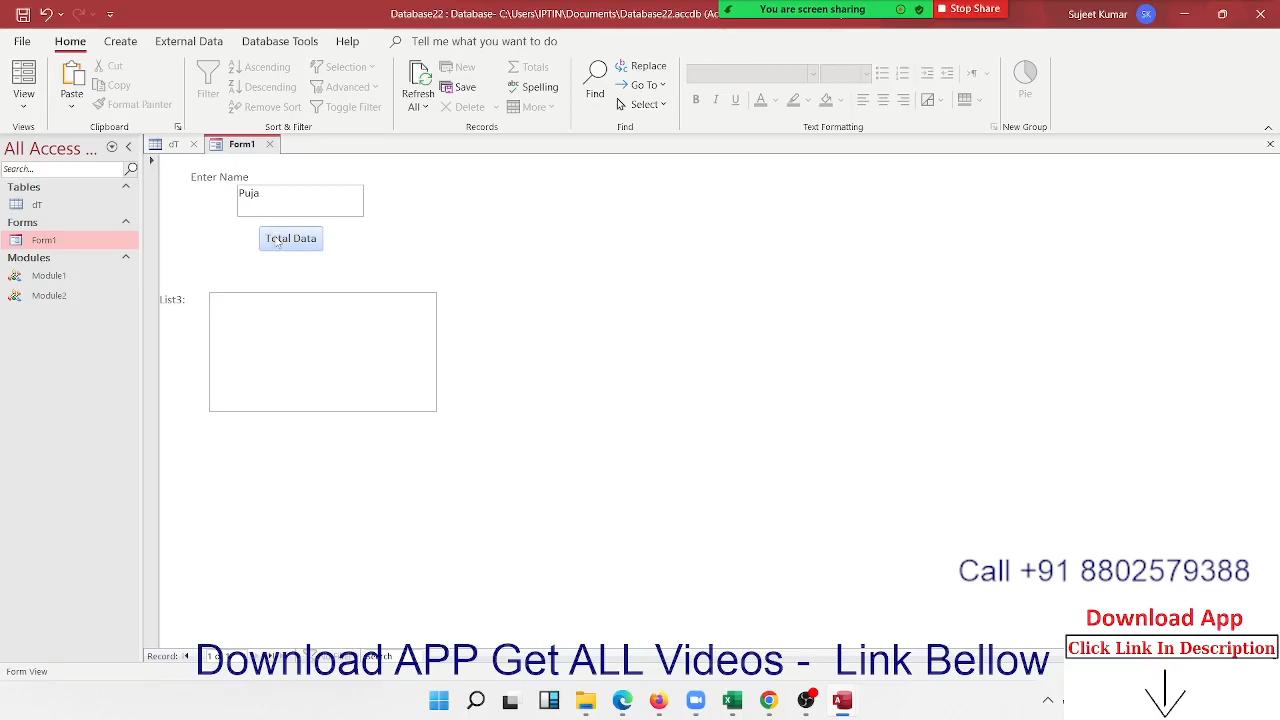 Database22 : Database- C:\Users\IPTIN\Documents\Database22.accdb (Ac
You are screen sharing
Stop Share
Sujeet Kumar
SK
File
Home
Create
External Data
Database Tools
Help
Tell me what you want to do
View
Views
Paste
Cut
Copy
Format Painter
Clipboard
Filter
Ascending
Descending
Remove Sort
Selection
Advanced
Toggle Filter
Sort & Filter
Refresh
All
New
Save
Delete
Totals
Spelling
More
Records
Find
Replace
Go To
Select
Find
B I U
Text Formatting
Pie
New Group
All Access ...
Search...
Tables
dT
Forms
Form1
Modules
Module1
Module2
dT
Form1
Enter Name
Puja
Total Data
List3:
Call +91 8802579388
Download App
Click Link In Description
Record:
Download APP Get ALL Videos - Link Bellow
Form View